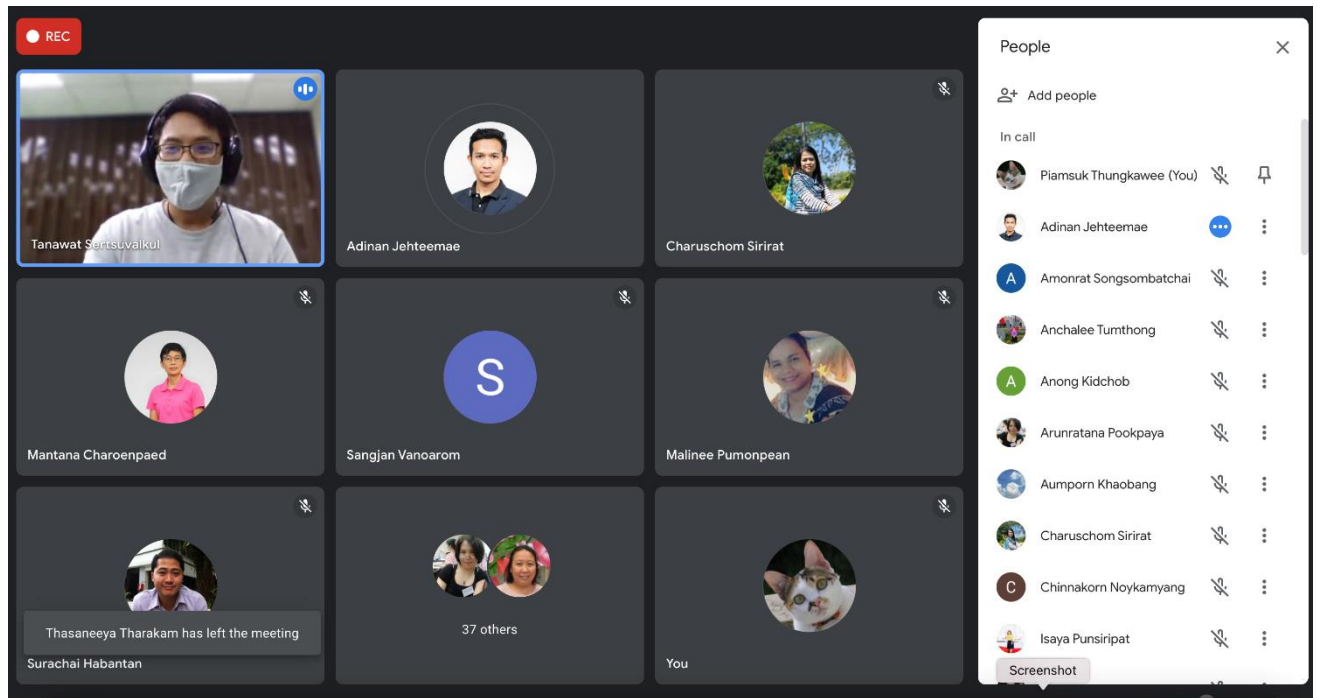 REC
Tanawat Sertsuvalkul
Adinan Jehteemae
Charuschom Sirirat
Mantana Charoenpaed
S
Sangjan Vanoarom
Malinee Pumonpean
Thasaneeya Tharakam has left the meeting
Surachai Habantan
37 others
You
People
Add people
In call
Piamsuk Thungkawee (You)
Adinan Jehteemae
A
Amonrat Songsombatchai
Anchalee Tumthong
A
Anong Kidchob
Arunratana Pookpaya
Aumporn Khaobang
Charuschom Sirirat
C
Chinnakorn Noykamyang
Isaya Punsiripat
Screenshot